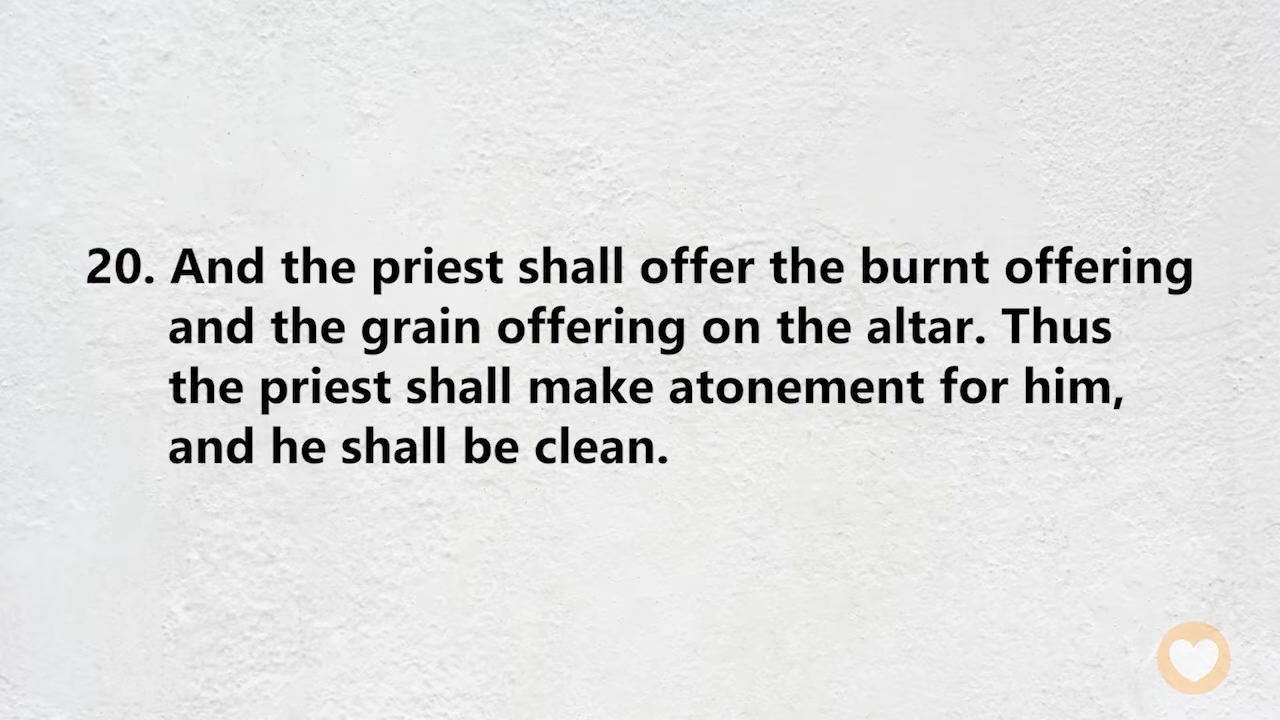 20. And the priest shall offer the burnt offering
and the grain offering on the altar. Thus
the priest shall make atonement for him,
and he shall be clean.